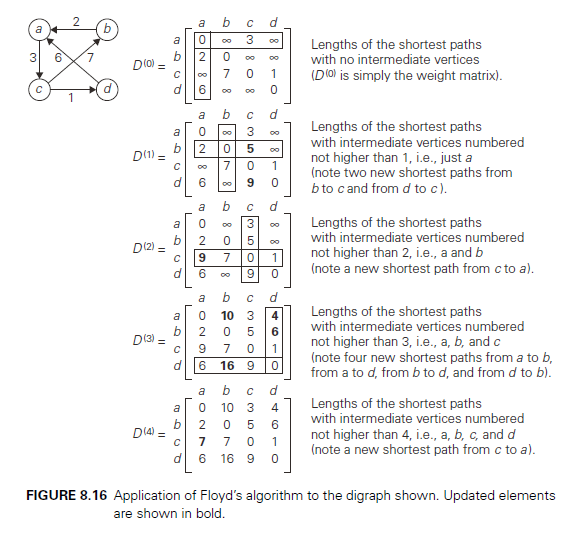 a 2 b
3 6 7
c 1 d
a b c d
a 0 ∞ 3 ∞
b 2 0 ∞ ∞
D(0) =
c ∞ 7 0 1
d 6 ∞ ∞ 0
Lengths of the shortest paths
with no intermediate vertices
(D(0) is simply the weight matrix).
a b c d
a 0 ∞ 3 ∞
b 2 0 5 ∞
D(1) =
c ∞ 7 0 1
d 6 ∞ 9 0
Lengths of the shortest paths
with intermediate vertices numbered
not higher than 1, i.e., just a
(note two new shortest paths from
b to c and from d to c).
a b c d
a 0 ∞ 3 ∞
b 2 0 5 ∞
D(2) =
c 9 7 0 1
d 6 ∞ 9 0
Lengths of the shortest paths
with intermediate vertices numbered
not higher than 2, i.e., a and b
(note a new shortest path from c to a).
a b c d
a 0 10 3 4
b 2 0 5 6
D(3) =
c 9 7 0 1
d 6 16 9 0
Lengths of the shortest paths
with intermediate vertices numbered
not higher than 3, i.e., a, b, and c
(note four new shortest paths from a to b,
from a to d, from b to d, and from d to b).
a b c d
a 0 10 3 4
b 2 0 5 6
D(4) =
c 7 7 0 1
d 6 16 9 0
Lengths of the shortest paths
with intermediate vertices numbered
not higher than 4, i.e., a, b, c, and d
(note a new shortest path from c to a).
FIGURE 8.16 Application of Floyd's algorithm to the digraph shown. Updated elements
are shown in bold.